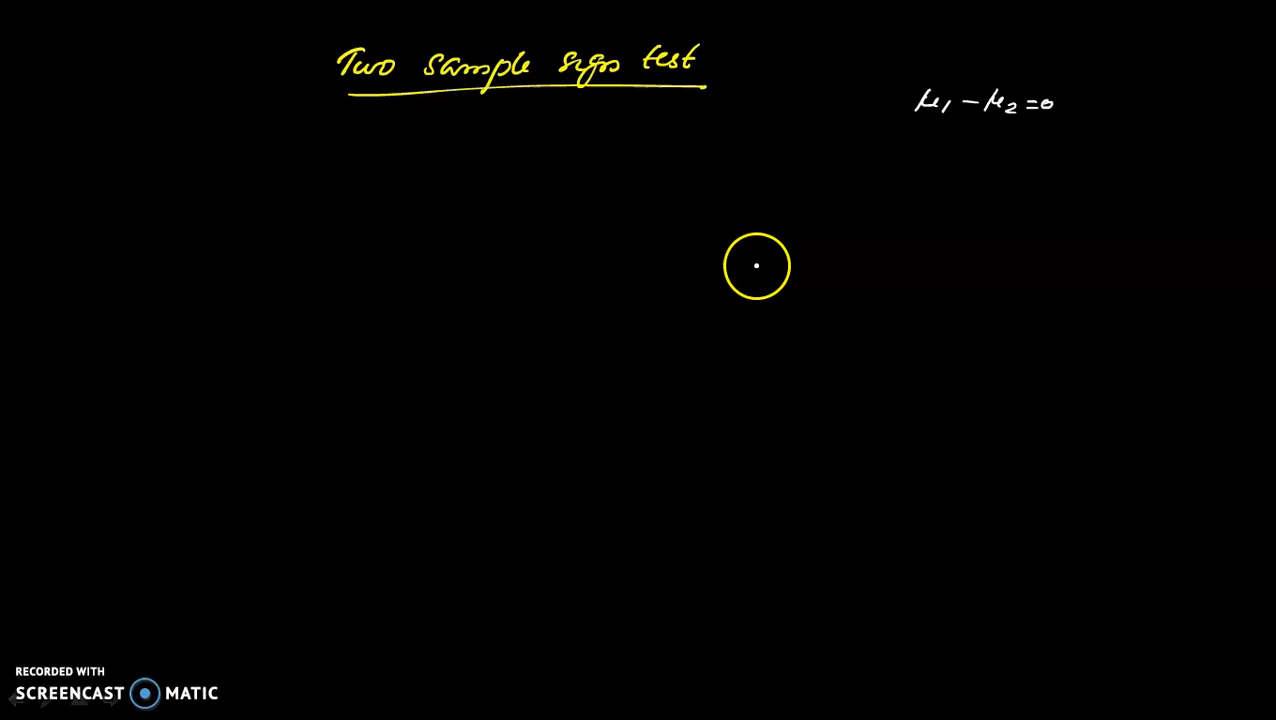 Two sample sign test
μ₁ − μ₂ = 0
RECORDED WITH
SCREENCAST MATIC